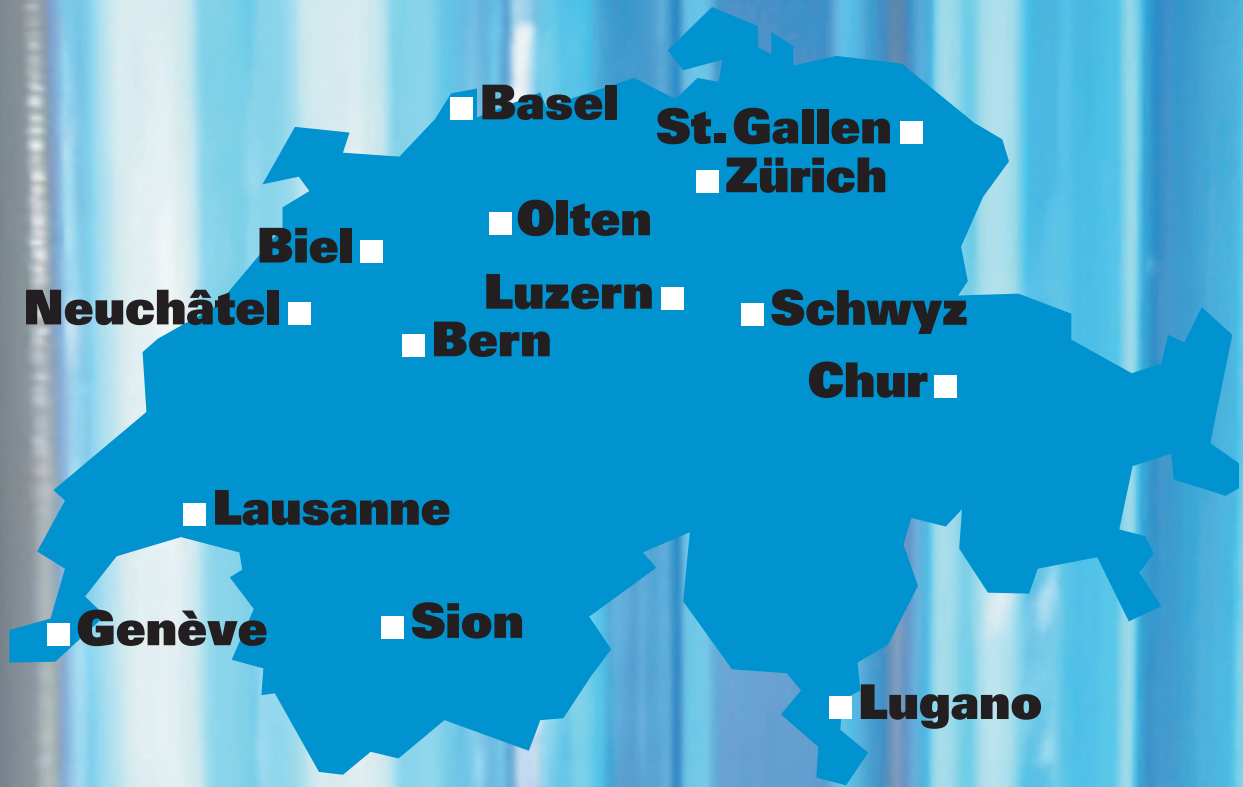 Basel
St. Gallen
Zürich
Olten
Biel
Luzern
Neuchâtel
Schwyz
Bern
Chur
Lausanne
Sion
Genève
Lugano